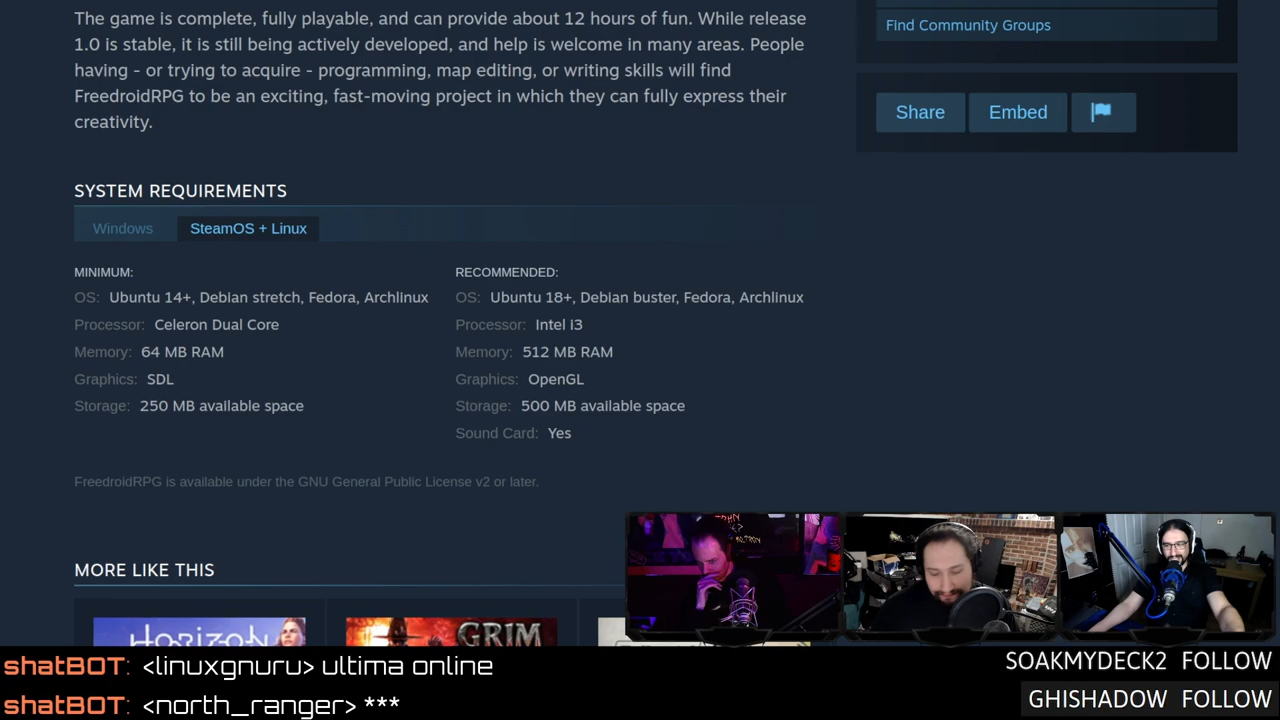 The game is complete, fully playable, and can provide about 12 hours of fun. While release
1.0 is stable, it is still being actively developed, and help is welcome in many areas. People
having - or trying to acquire - programming, map editing, or writing skills will find
FreedroidRPG to be an exciting, fast-moving project in which they can fully express their
creativity.
Find Community Groups
Share Embed
SYSTEM REQUIREMENTS
Windows SteamOS + Linux
MINIMUM:
OS: Ubuntu 14+, Debian stretch, Fedora, Archlinux
Processor: Celeron Dual Core
Memory: 64 MB RAM
Graphics: SDL
Storage: 250 MB available space
RECOMMENDED:
OS: Ubuntu 18+, Debian buster, Fedora, Archlinux
Processor: Intel i3
Memory: 512 MB RAM
Graphics: OpenGL
Storage: 500 MB available space
Sound Card: Yes
FreedroidRPG is available under the GNU General Public License v2 or later.
MORE LIKE THIS
HORIZON
GRIM
shatBOT: <linuxgnuru> ultima online
shatBOT: <north_ranger> ***
SOAKMYDECK2 FOLLOW
GHISHADOW FOLLOW